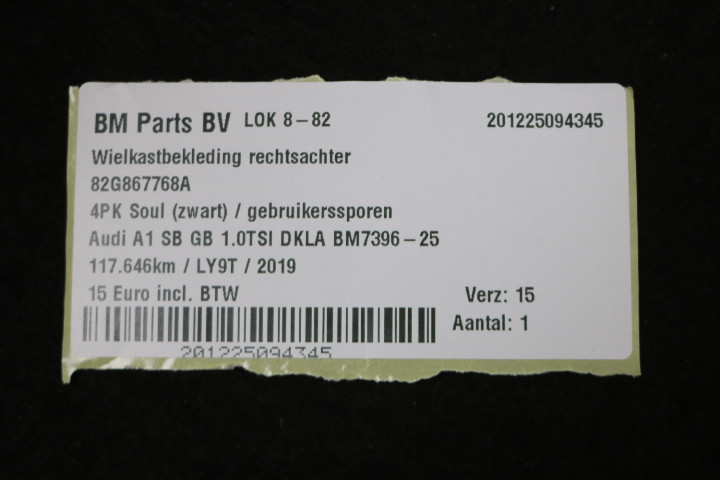 BM Parts BV LOK 8-82 201225094345
Wielkastbekleding rechtsachter
82G867768A
4PK Soul (zwart) / gebruikerssporen
Audi A1 SB GB 1.0TSI DKLA BM7396-25
117.646km / LY9T / 2019
15 Euro incl. BTW Verz: 15
Aantal: 1
201225094345